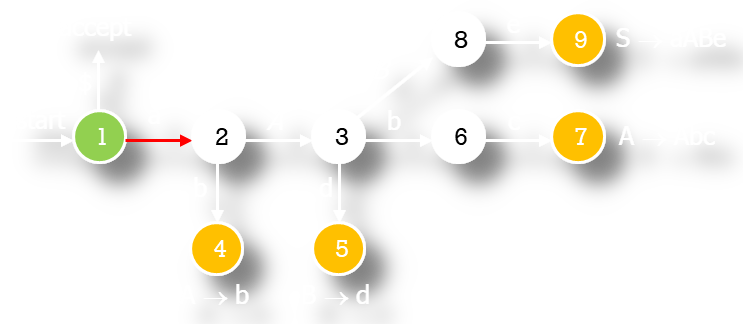 accept
8 e 9 S → aABe
start 1 2 A 3 b 6 7 A → Abc
b d
4 5
A → b B → d